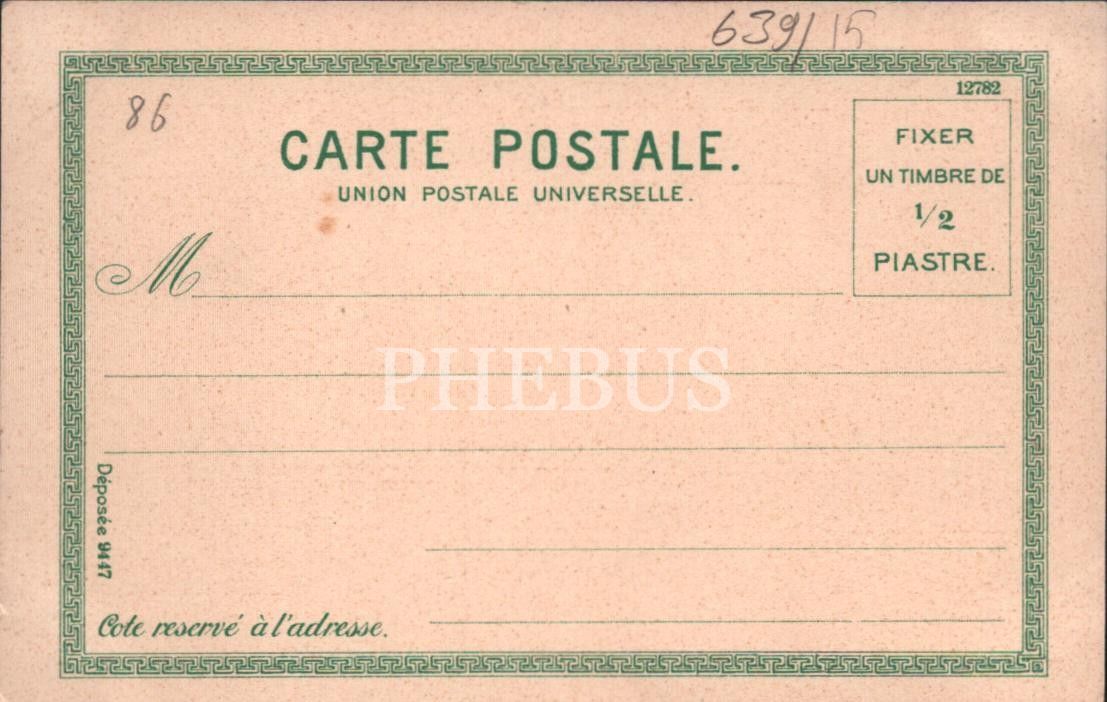 639/15
12782
86
FIXER
UN TIMBRE DE
1/2
PIASTRE.
CARTE POSTALE.
UNION POSTALE UNIVERSELLE.
M
PHEBUS
Déposée 9447
Cote reservé à l'adresse.